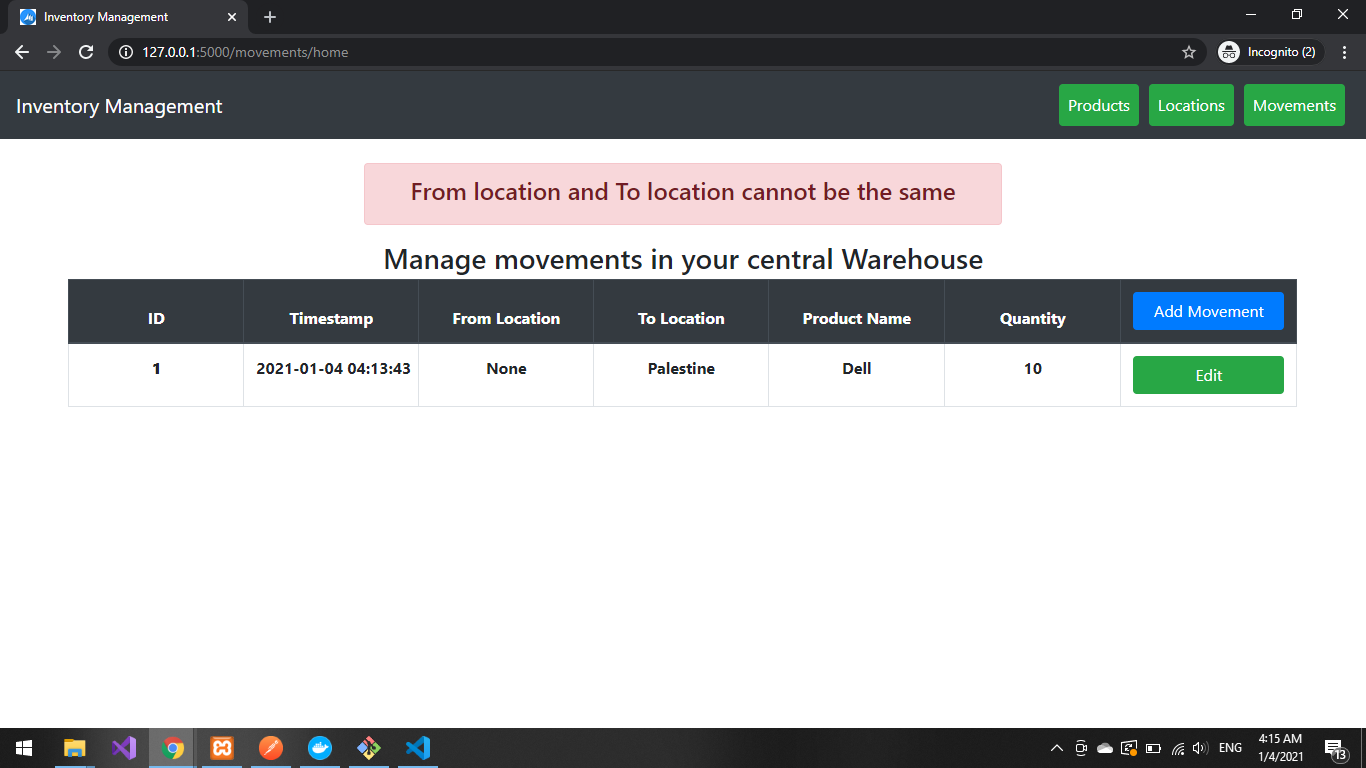 Inventory Management
127.0.0.1:5000/movements/home
Incognito (2)
Inventory Management
Products Locations Movements
From location and To location cannot be the same
Manage movements in your central Warehouse
ID Timestamp From Location To Location Product Name Quantity Add Movement
1 2021-01-04 04:13:43 None Palestine Dell 10 Edit
ENG
4:15 AM
1/4/2021
13